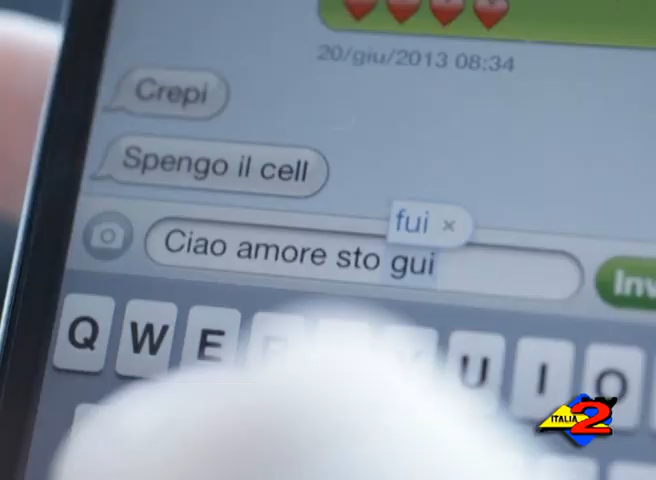 20/giu/2013 08:34
Crepi
Spengo il cell
fui ×
Ciao amore sto gui
Inv
Q W E U I O
ITALIA 2